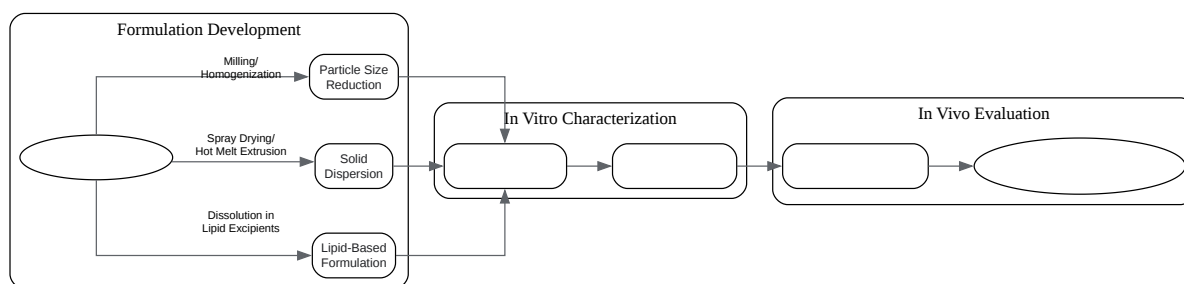 Formulation Development
Milling/
Homogenization
Particle Size
Reduction
Spray Drying/
Hot Melt Extrusion
Solid
Dispersion
Dissolution in
Lipid Excipients
Lipid-Based
Formulation
In Vitro Characterization
In Vivo Evaluation